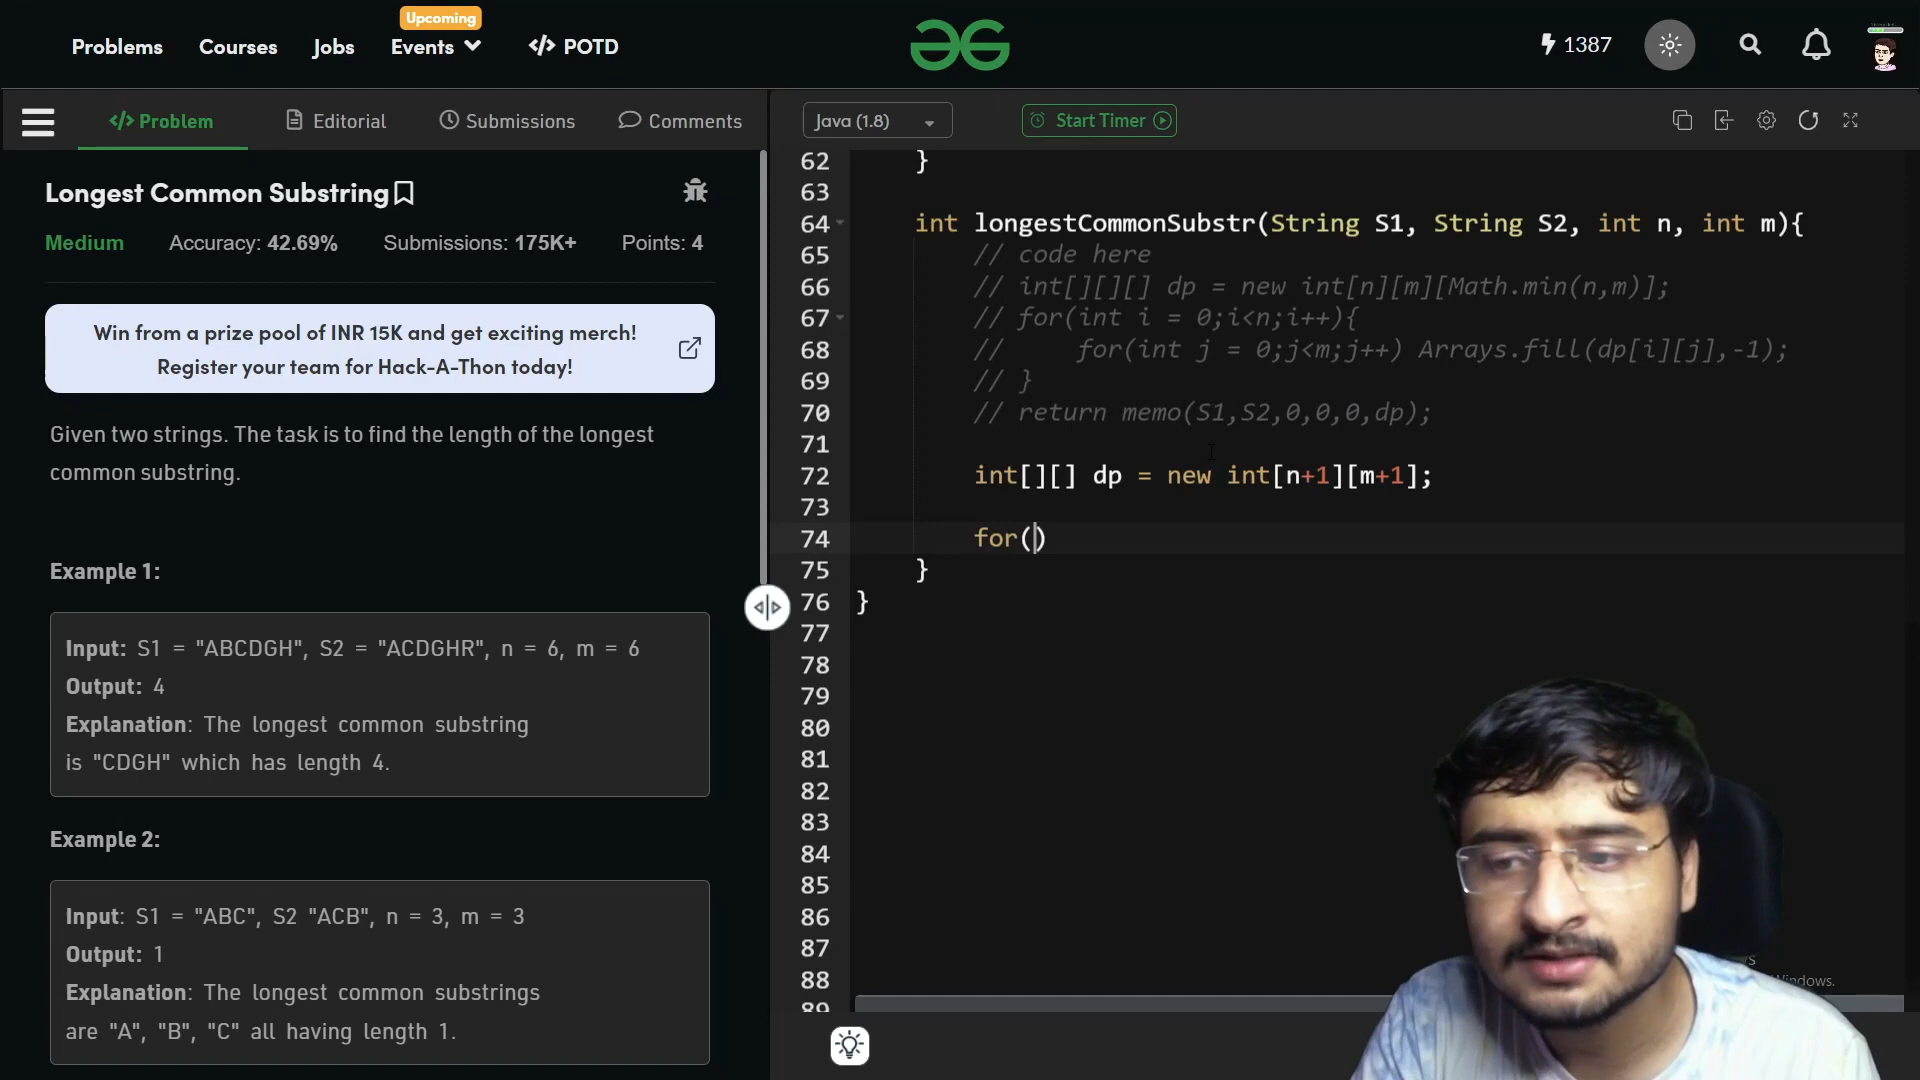 Upcoming
Problems Courses Jobs Events </> POTD
1387
</> Problem Editorial Submissions Comments
Java (1.8) Start Timer
Longest Common Substring
Medium Accuracy: 42.69% Submissions: 175K+ Points: 4
Win from a prize pool of INR 15K and get exciting merch!
Register your team for Hack-A-Thon today!
Given two strings. The task is to find the length of the longest
common substring.
Example 1:
Input: S1 = "ABCDGH", S2 = "ACDGHR", n = 6, m = 6
Output: 4
Explanation: The longest common substring
is "CDGH" which has length 4.
Example 2:
Input: S1 = "ABC", S2 "ACB", n = 3, m = 3
Output: 1
Explanation: The longest common substrings
are "A", "B", "C" all having length 1.
62 }
63
64 int longestCommonSubstr(String S1, String S2, int n, int m){
65 // code here
66 // int[][][] dp = new int[n][m][Math.min(n,m)];
67 // for(int i = 0;i<n;i++){
68 // for(int j = 0;j<m;j++) Arrays.fill(dp[i][j],-1);
69 // }
70 // return memo(S1,S2,0,0,0,dp);
71
72 int[][] dp = new int[n+1][m+1];
73
74 for()
75 }
76 }
77
78
79
80
81
82
83
84
85
86
87
88
89
Windows.